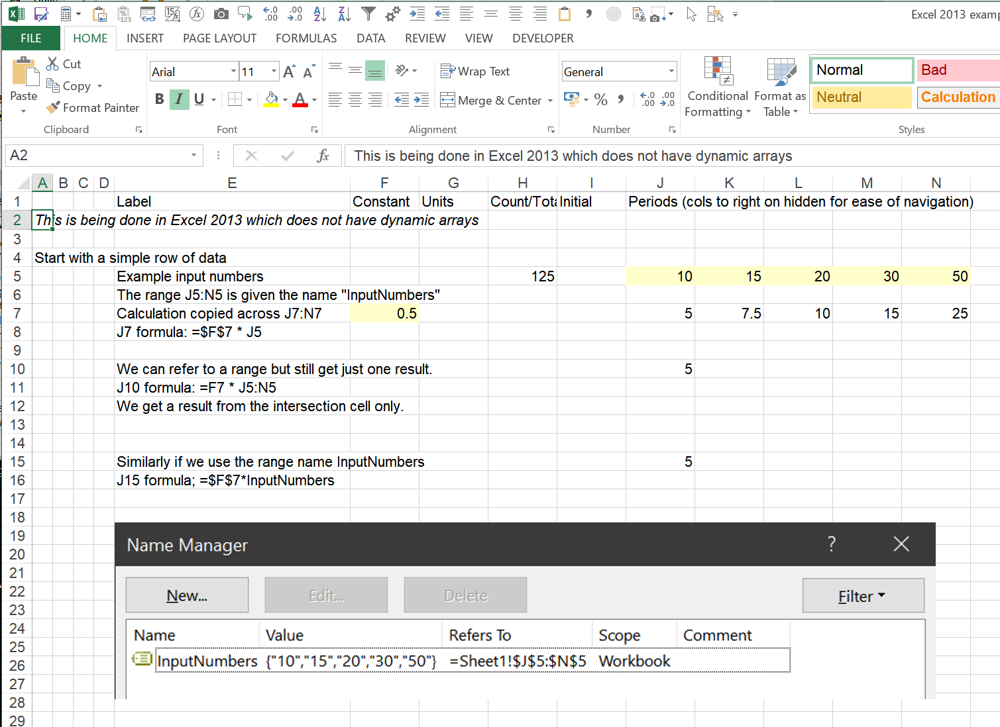 Excel 2013 examp
FILE HOME INSERT PAGE LAYOUT FORMULAS DATA REVIEW VIEW DEVELOPER
Paste
Cut
Copy
Format Painter
Clipboard
Arial 11
B I U
Font
Wrap Text
Merge & Center
Alignment
General
Number
Conditional Formatting
Format as Table
Normal Bad
Neutral Calculation
Styles
A2 fx This is being done in Excel 2013 which does not have dynamic arrays
A B C D E F G H I J K L M N
1 Label Constant Units Count/Tota Initial Periods (cols to right on hidden for ease of navigation)
2 This is being done in Excel 2013 which does not have dynamic arrays
3
4 Start with a simple row of data
5 Example input numbers 125 10 15 20 30 50
6 The range J5:N5 is given the name "InputNumbers"
7 Calculation copied across J7:N7 0.5 5 7.5 10 15 25
8 J7 formula: =$F$7 * J5
9
10 We can refer to a range but still get just one result. 5
11 J10 formula: =F7 * J5:N5
12 We get a result from the intersection cell only.
13
14
15 Similarly if we use the range name InputNumbers 5
16 J15 formula; =$F$7*InputNumbers
17
18
19
20
21
22
23
24
25
26
27
28
29
Name Manager ?
New... Edit... Delete Filter
Name Value Refers To Scope Comment
InputNumbers {"10","15","20","30","50"} =Sheet1!$J$5:$N$5 Workbook